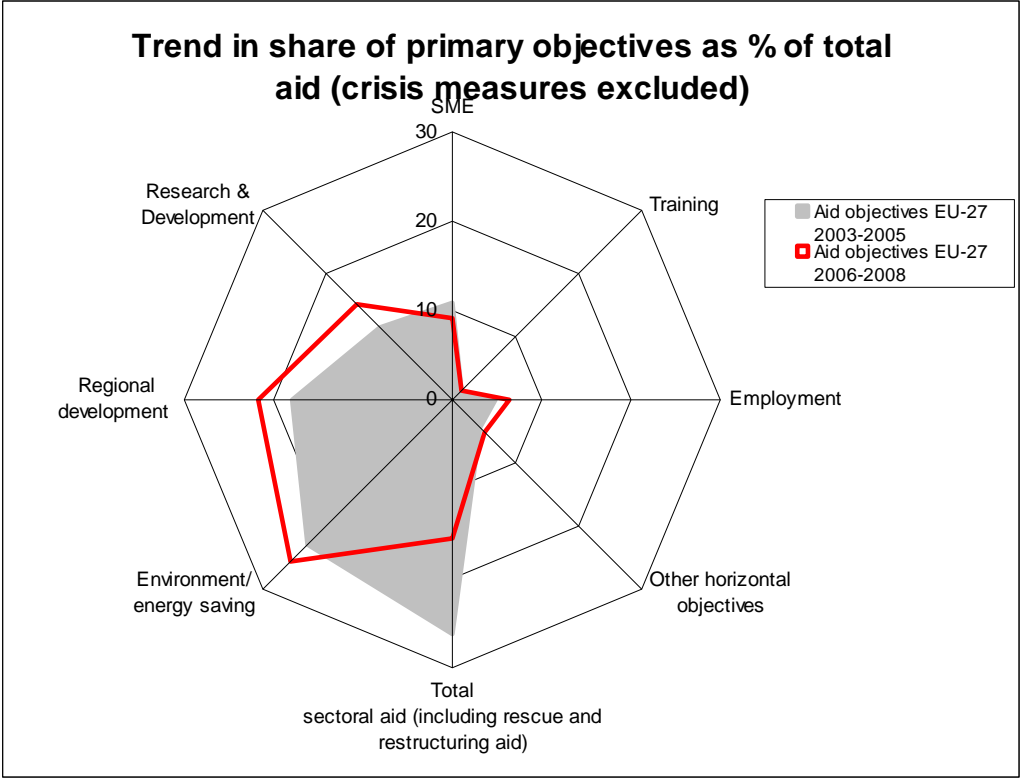 Trend in share of primary objectives as % of total
aid (crisis measures excluded)
SME
30
20
10
0
Training
Employment
Other horizontal
objectives
Total
sectoral aid (including rescue and
restructuring aid)
Environment/
energy saving
Regional
development
Research &
Development
Aid objectives EU-27
2003-2005
Aid objectives EU-27
2006-2008